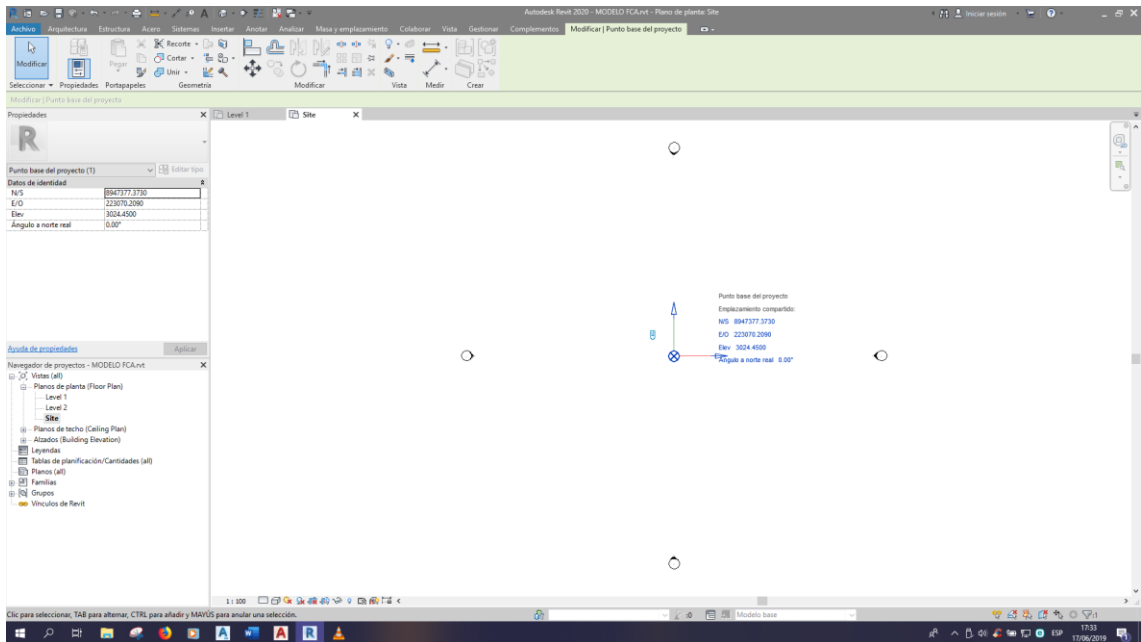 Autodesk Revit 2020 - MODELO FCA.rvt - Plano de planta: Site
Iniciar sesión
Archivo Arquitectura Estructura Acero Sistemas Insertar Anotar Analizar Masa y emplazamiento Colaborar Vista Gestionar Complementos Modificar | Punto base del proyecto
Modificar
Pegar
Recorte
Cortar
Unir
Seleccionar Propiedades Portapapeles Geometría Modificar Vista Medir Crear
Modificar | Punto base del proyecto
Propiedades
Level 1
Site
R
Punto base del proyecto (1)
Editar tipo
Datos de identidad
N/S 8947377.3730
E/O 223070.2090
Elev 3024.4500
Ángulo a norte real 0.00°
Punto base del proyecto
Emplazamiento compartido:
N/S 8947377.3730
E/O 223070.2090
Elev 3024.4500
Ángulo a norte real 0.00°
Ayuda de propiedades
Aplicar
Navegador de proyectos - MODELO FCA.rvt
Vistas (all)
Planos de planta (Floor Plan)
Level 1
Level 2
Site
Planos de techo (Ceiling Plan)
Alzados (Building Elevation)
Leyendas
Tablas de planificación/Cantidades (all)
Planos (all)
Familias
Grupos
Vínculos de Revit
1 : 100
Clic para seleccionar, TAB para alternar, CTRL para añadir y MAYÚS para anular una selección.
:0
Modelo base
:1
ESP
17:33
17/06/2019